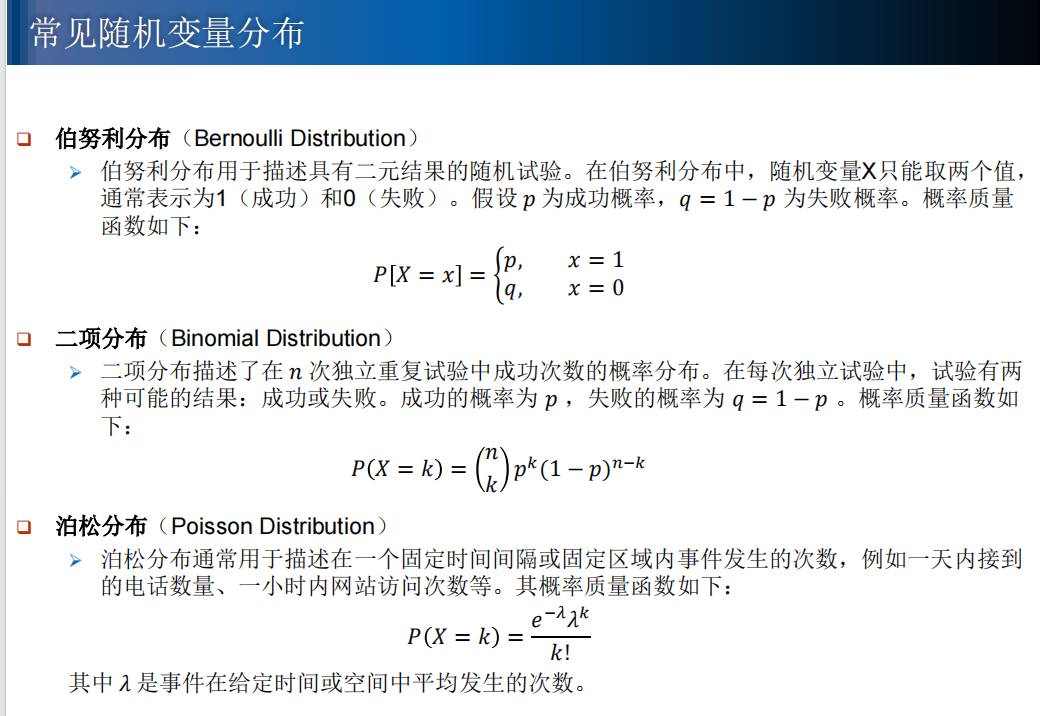 常见随机变量分布
伯努利分布（Bernoulli Distribution）
伯努利分布用于描述具有二元结果的随机试验。在伯努利分布中，随机变量X只能取两个值，
通常表示为1（成功）和0（失败）。假设 p 为成功概率，q = 1 − p 为失败概率。概率质量
函数如下：
P[X = x] = { p, x = 1
q, x = 0
二项分布（Binomial Distribution）
二项分布描述了在 n 次独立重复试验中成功次数的概率分布。在每次独立试验中，试验有两
种可能的结果：成功或失败。成功的概率为 p ，失败的概率为 q = 1 − p 。概率质量函数如
下：
P(X = k) = (n k) pᵏ(1 − p)ⁿ⁻ᵏ
泊松分布（Poisson Distribution）
泊松分布通常用于描述在一个固定时间间隔或固定区域内事件发生的次数，例如一天内接到
的电话数量、一小时内网站访问次数等。其概率质量函数如下：
P(X = k) = e^{−λ}λ^k / k!
其中 λ 是事件在给定时间或空间中平均发生的次数。